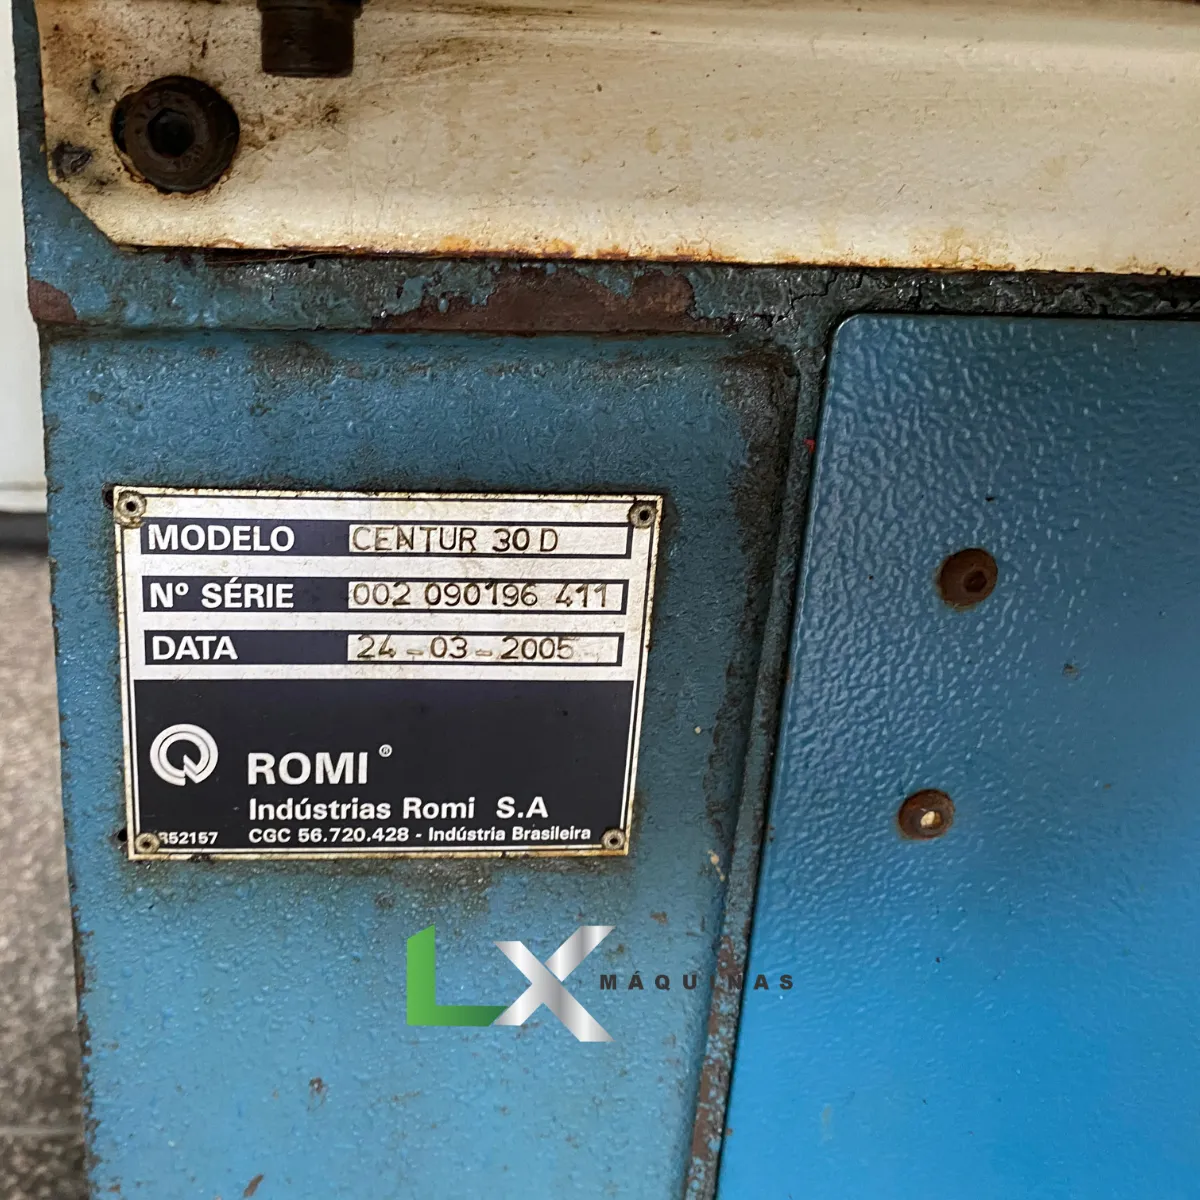 MODELO CENTUR 30 D
Nº SÉRIE 002 090196 411
DATA 24-03-2005
ROMI ®
Indústrias Romi S.A
CGC 56.720.428 - Indústria Brasileira
LX MÁQUINAS